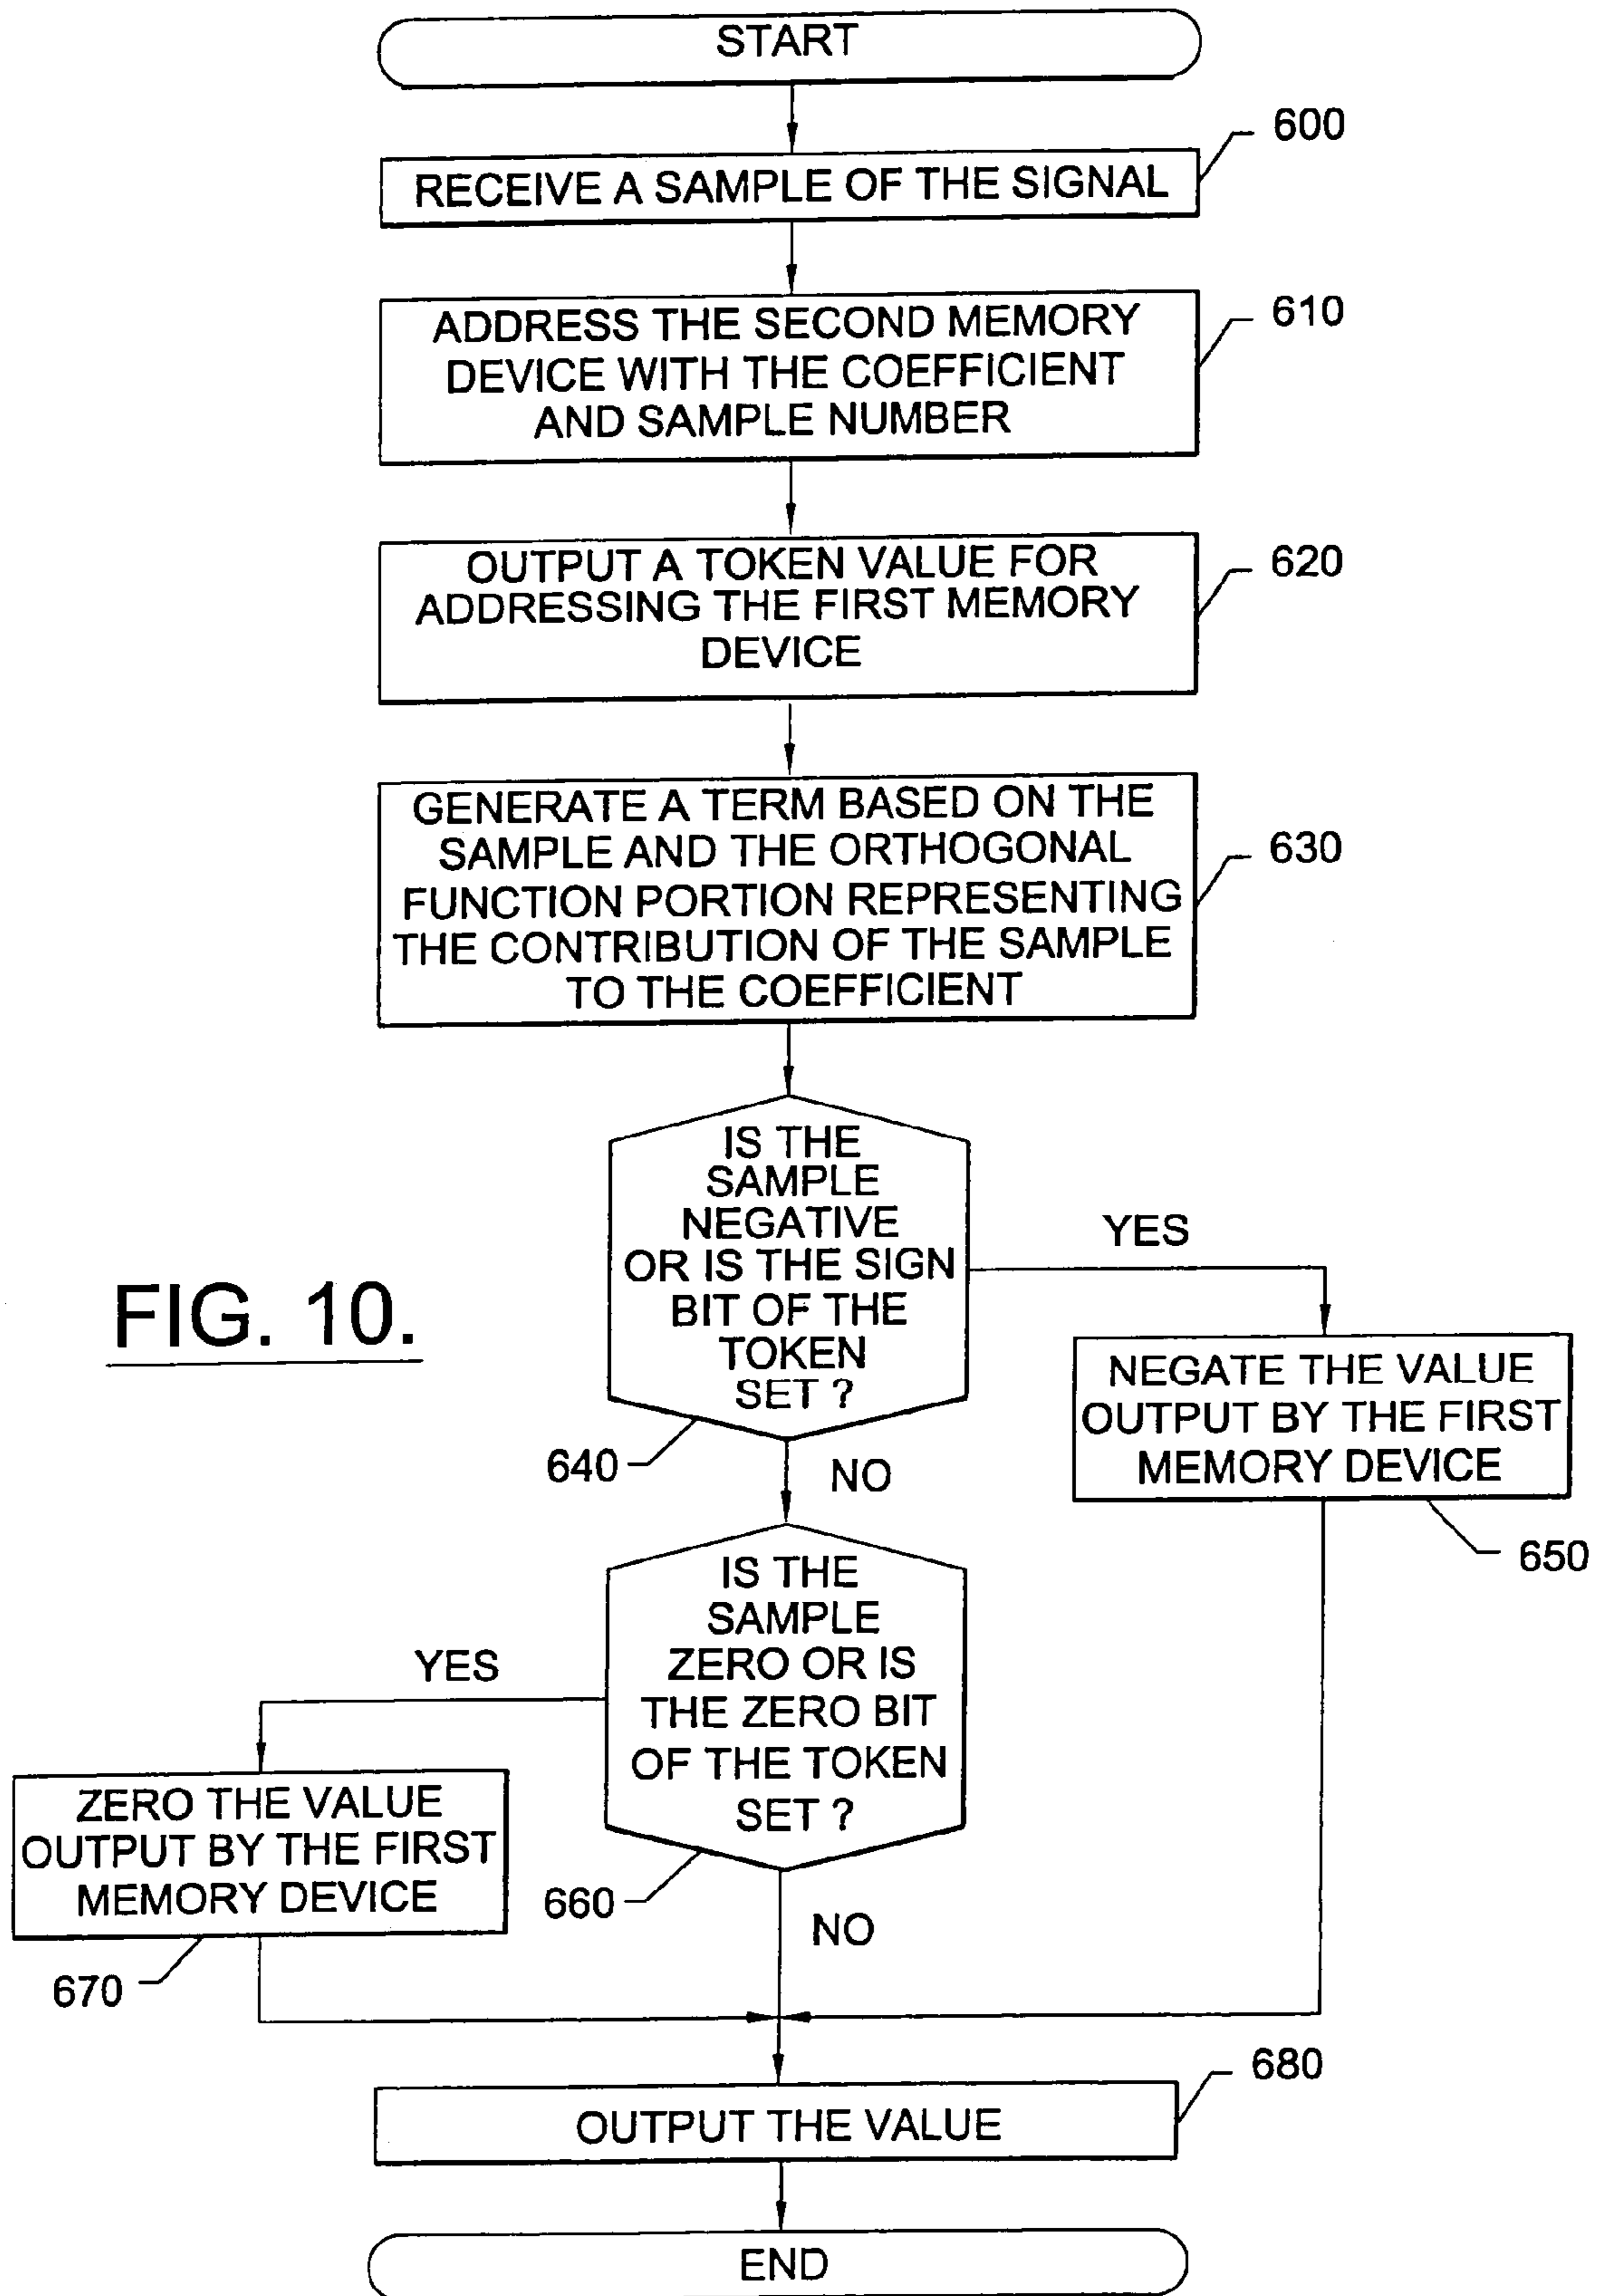 START
600
RECEIVE A SAMPLE OF THE SIGNAL
610
ADDRESS THE SECOND MEMORY
DEVICE WITH THE COEFFICIENT
AND SAMPLE NUMBER
620
OUTPUT A TOKEN VALUE FOR
ADDRESSING THE FIRST MEMORY
DEVICE
630
GENERATE A TERM BASED ON THE
SAMPLE AND THE ORTHOGONAL
FUNCTION PORTION REPRESENTING
THE CONTRIBUTION OF THE SAMPLE
TO THE COEFFICIENT
IS THE
SAMPLE
NEGATIVE
OR IS THE SIGN
BIT OF THE
TOKEN
SET ?
YES
FIG. 10.
NEGATE THE VALUE
OUTPUT BY THE FIRST
MEMORY DEVICE
640
NO
650
IS THE
SAMPLE
ZERO OR IS
THE ZERO BIT
OF THE TOKEN
SET ?
YES
ZERO THE VALUE
OUTPUT BY THE FIRST
MEMORY DEVICE
660
NO
670
680
OUTPUT THE VALUE
END